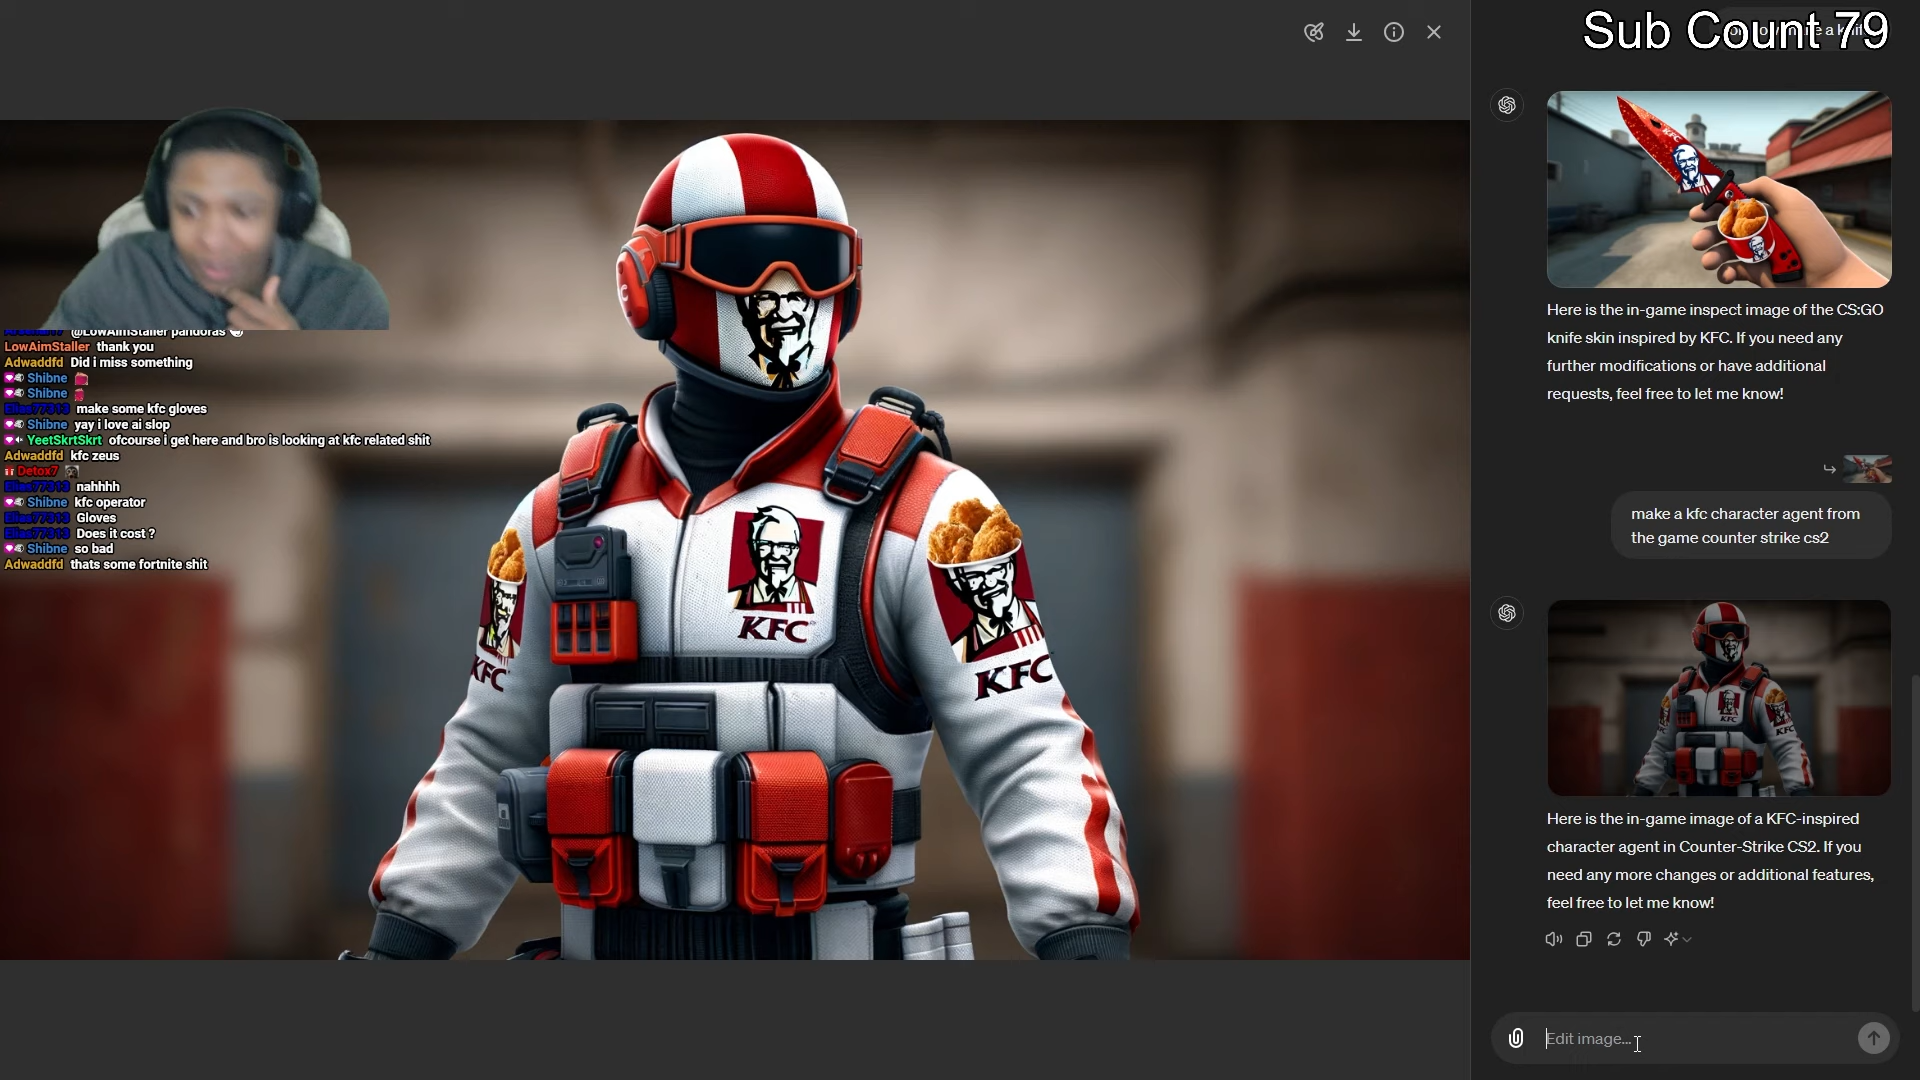 Sub Count 79
KFC
Here is the in-game inspect image of the CS:GO
knife skin inspired by KFC. If you need any
further modifications or have additional
requests, feel free to let me know!
make a kfc character agent from
the game counter strike cs2
Here is the in-game image of a KFC-inspired
character agent in Counter-Strike CS2. If you
need any more changes or additional features,
feel free to let me know!
Edit image...
@LowAimStaller pandoras
LowAimStaller thank you
Adwaddfd Did i miss something
Shibne
Shibne
Elias77313 make some kfc gloves
Shibne yay i love ai slop
YeetSkrtSkrt ofcourse i get here and bro is looking at kfc related shit
Adwaddfd kfc zeus
Detox7
Elias77313 nahhhh
Shibne kfc operator
Elias77313 Gloves
Elias77313 Does it cost ?
Shibne so bad
Adwaddfd thats some fortnite shit
KFC
KFC
KFC